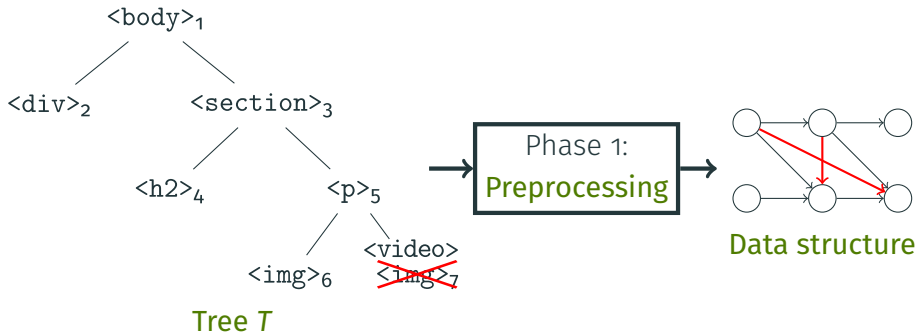 <body>₁
<div>₂
<section>₃
<h2>₄
<p>₅
<img>₆
<video>
<img>₇
Tree T
Phase 1:
Preprocessing
Data structure